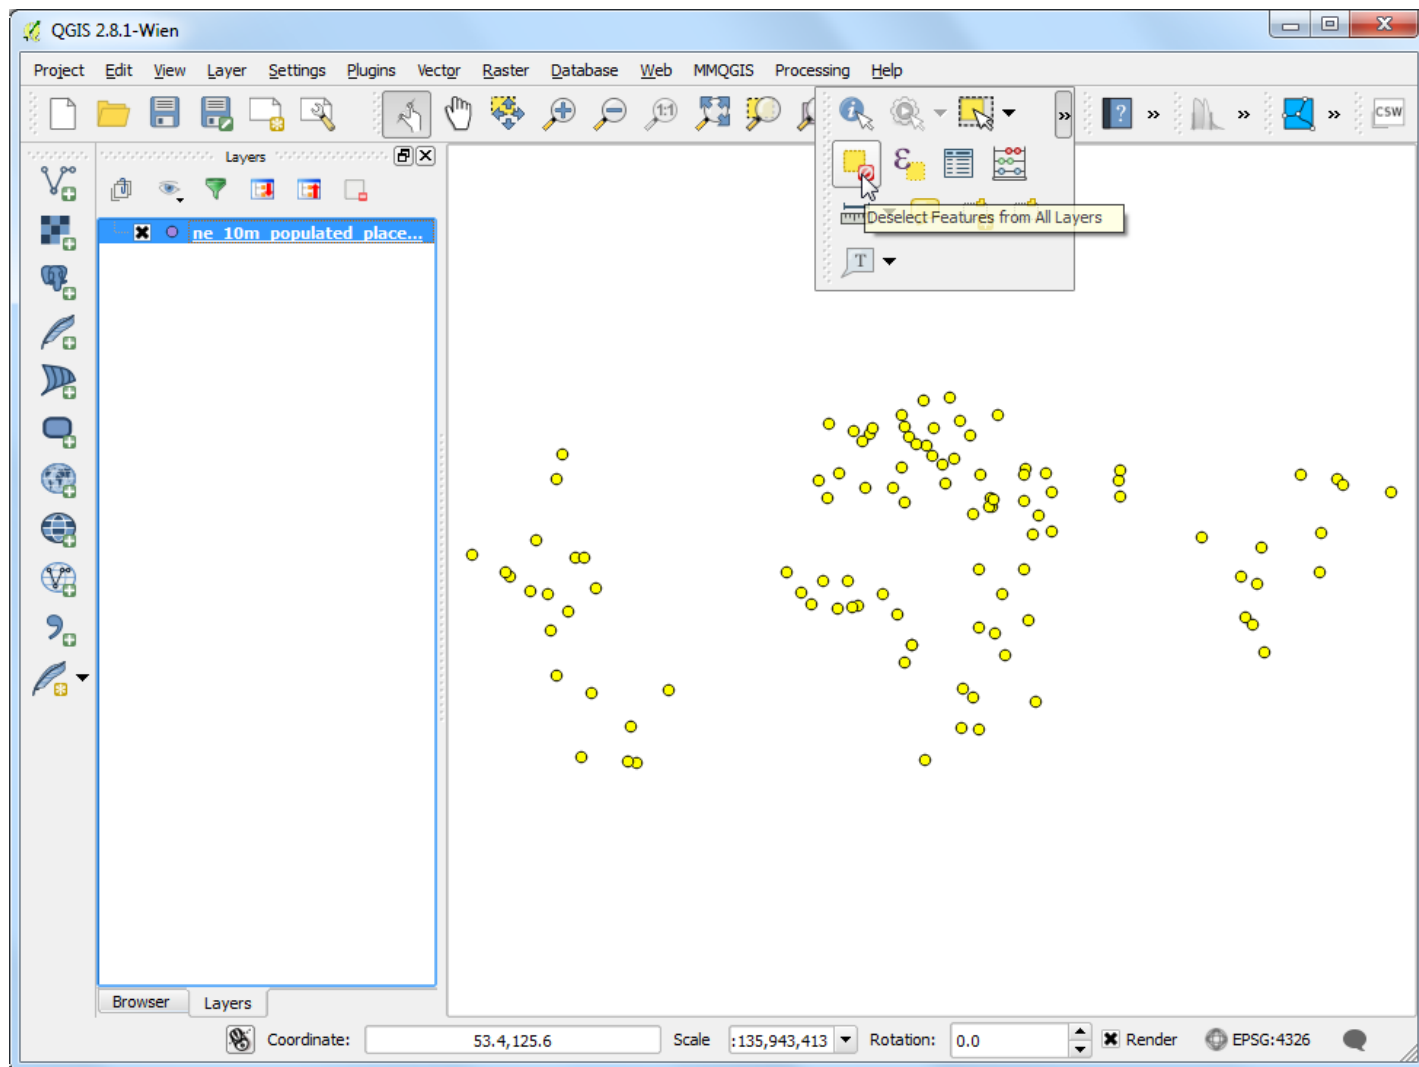 QGIS 2.8.1-Wien
Project Edit View Layer Settings Plugins Vector Raster Database Web MMQGIS Processing Help
1:1
? » » » » CSW
Layers
ε
Deselect Features from All Layers
T
ne_10m_populated_place...
Browser Layers
Coordinate: 53.4,125.6 Scale :135,943,413 Rotation: 0.0 Render EPSG:4326